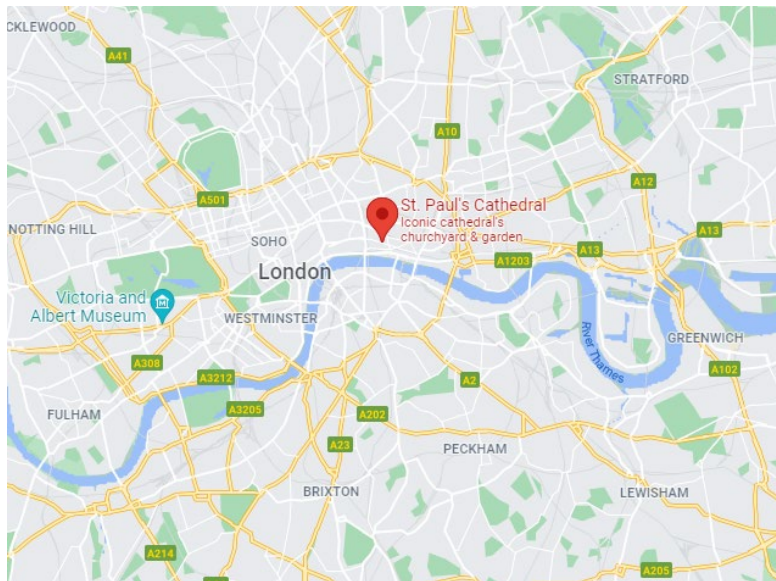 CKLEWOOD
A41
STRATFORD
A10
A12
A501
St. Paul's Cathedral
Iconic cathedral's
churchyard & garden
NOTTING HILL
SOHO
A13
A13
A1203
London
Victoria and
Albert Museum
WESTMINSTER
River Thames
GREENWICH
A308
A3212
A2
A102
FULHAM
A3205
A202
A23
PECKHAM
BRIXTON
LEWISHAM
A214
A205